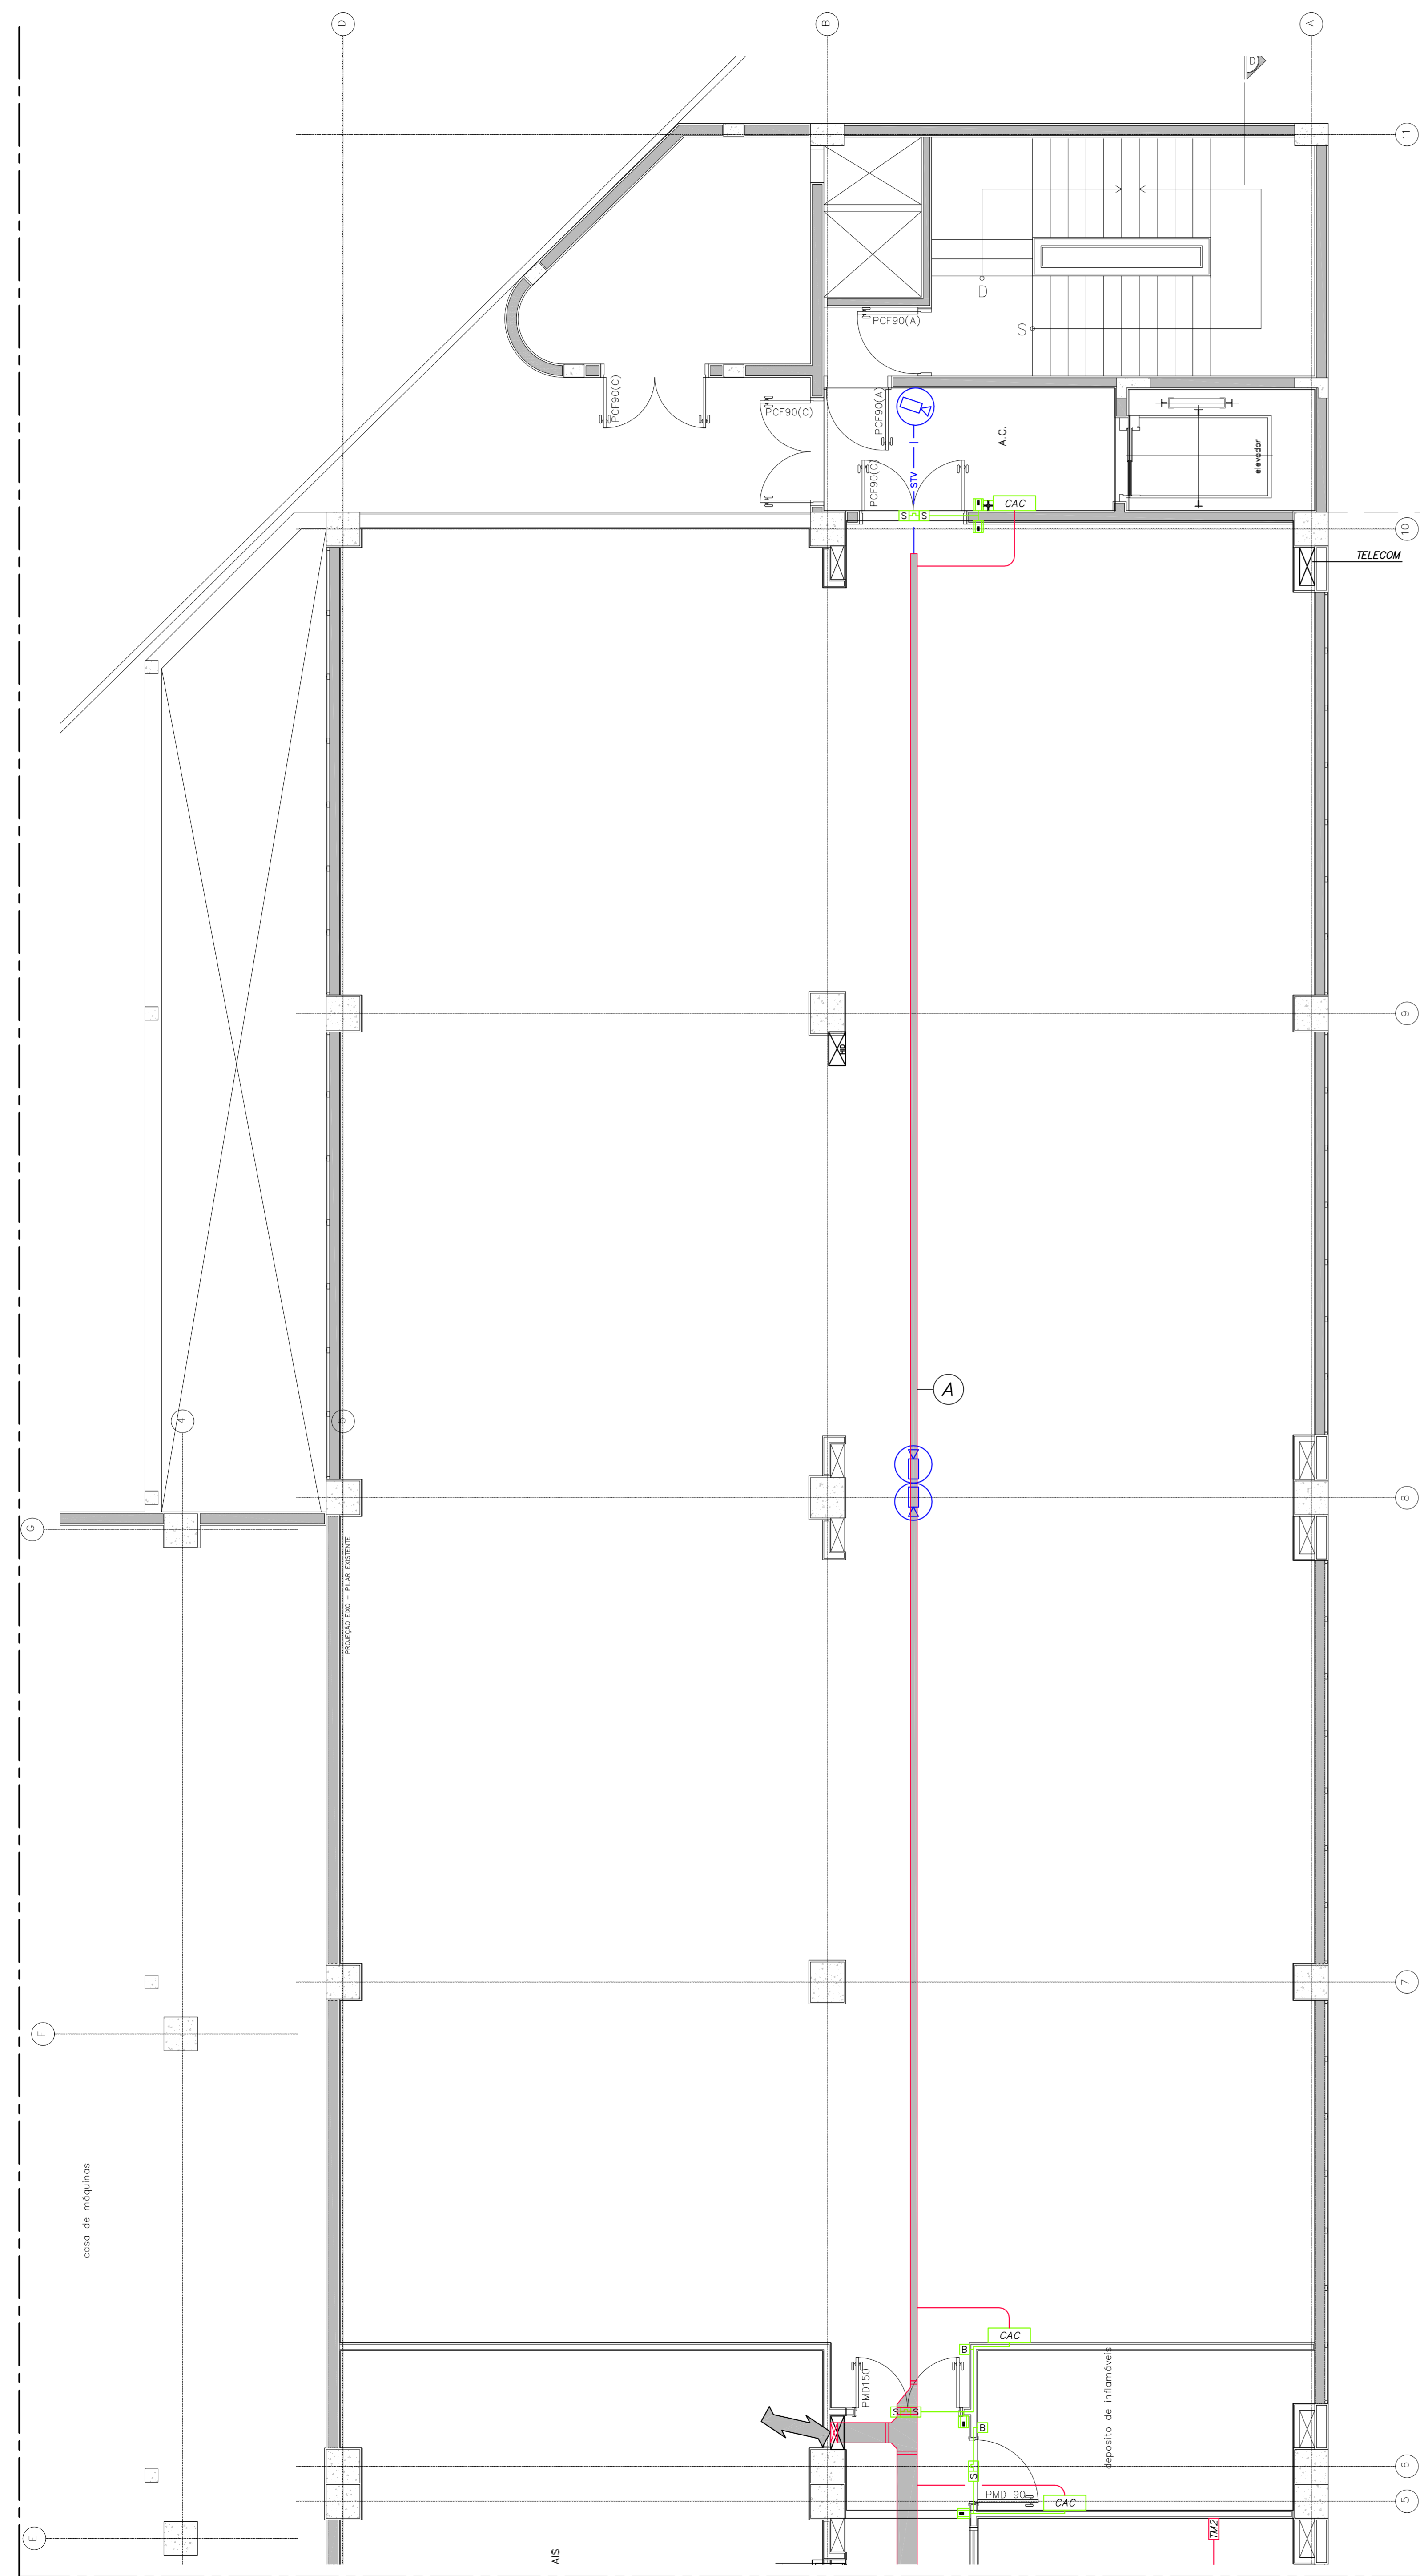 D
B
A
D
11
D
S
PCF90(A)
PCF90(C)
PCF90(C)
PCF90(A)
A.C.
elevador
STV
PCF90(C)
CAC
S
S
10
TELECOM
9
HID
A
4
5
8
G
PROJEÇÃO EIXO – PILAR EXISTENTE
7
F
casa de máquinas
CAC
B
PMD150
deposito de inflamáveis
S
S
B
6
S
PMD 90
CAC
5
E
TM2
AIS